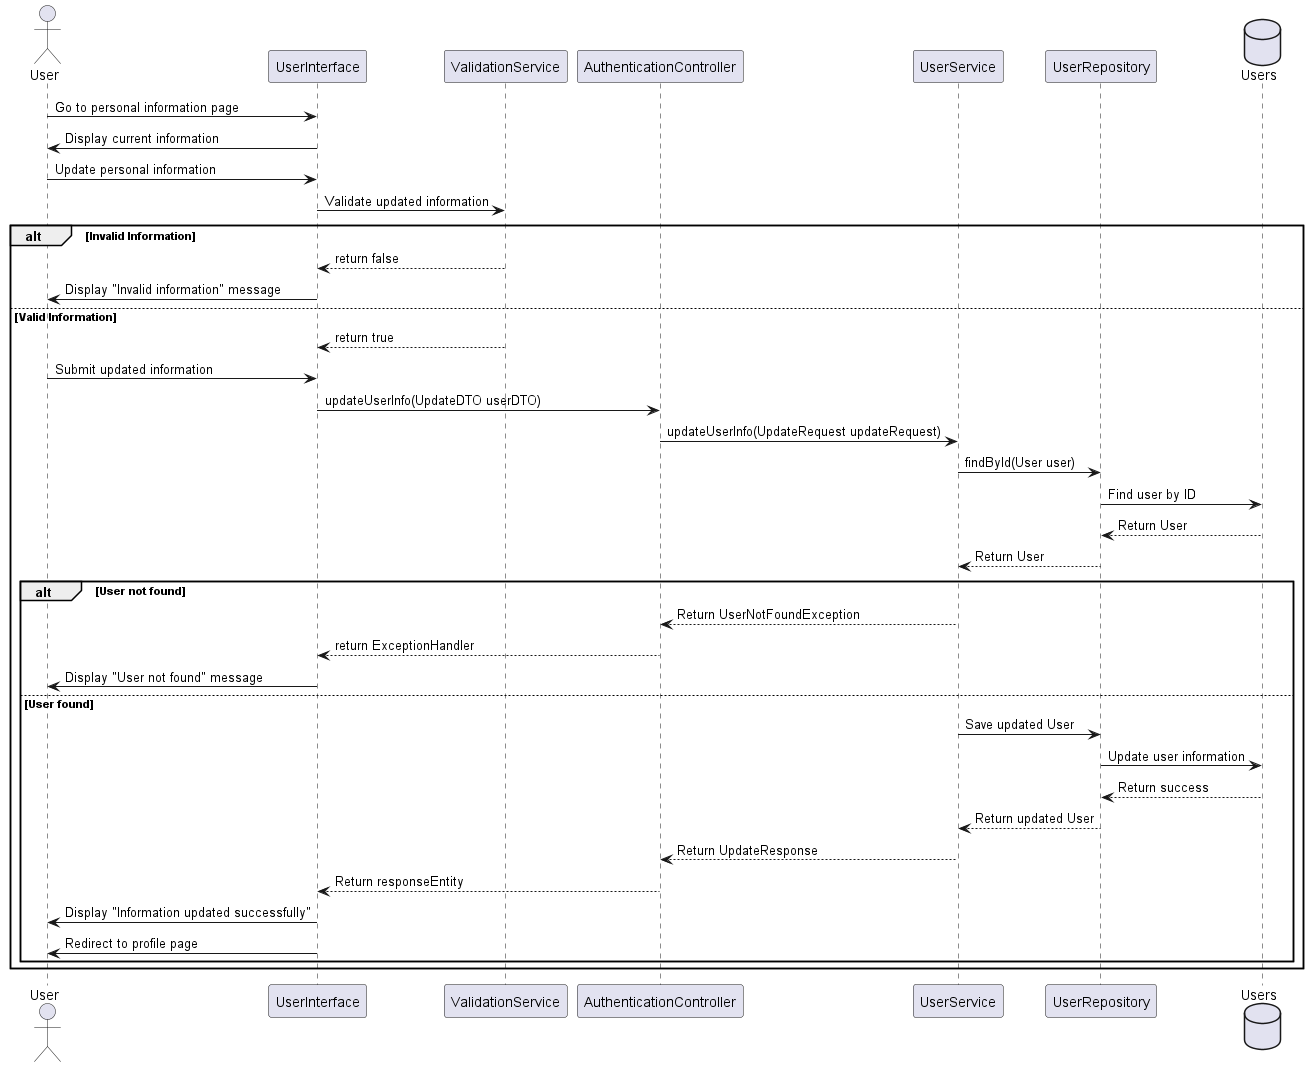 User
UserInterface
ValidationService
AuthenticationController
UserService
UserRepository
Users
Go to personal information page
Display current information
Update personal information
Validate updated information
alt
[Invalid Information]
return false
Display "Invalid information" message
[Valid Information]
return true
Submit updated information
updateUserInfo(UpdateDTO userDTO)
updateUserInfo(UpdateRequest updateRequest)
findById(User user)
Find user by ID
Return User
Return User
alt
[User not found]
Return UserNotFoundException
return ExceptionHandler
Display "User not found" message
[User found]
Save updated User
Update user information
Return success
Return updated User
Return UpdateResponse
Return responseEntity
Display "Information updated successfully"
Redirect to profile page
User
UserInterface
ValidationService
AuthenticationController
UserService
UserRepository
Users